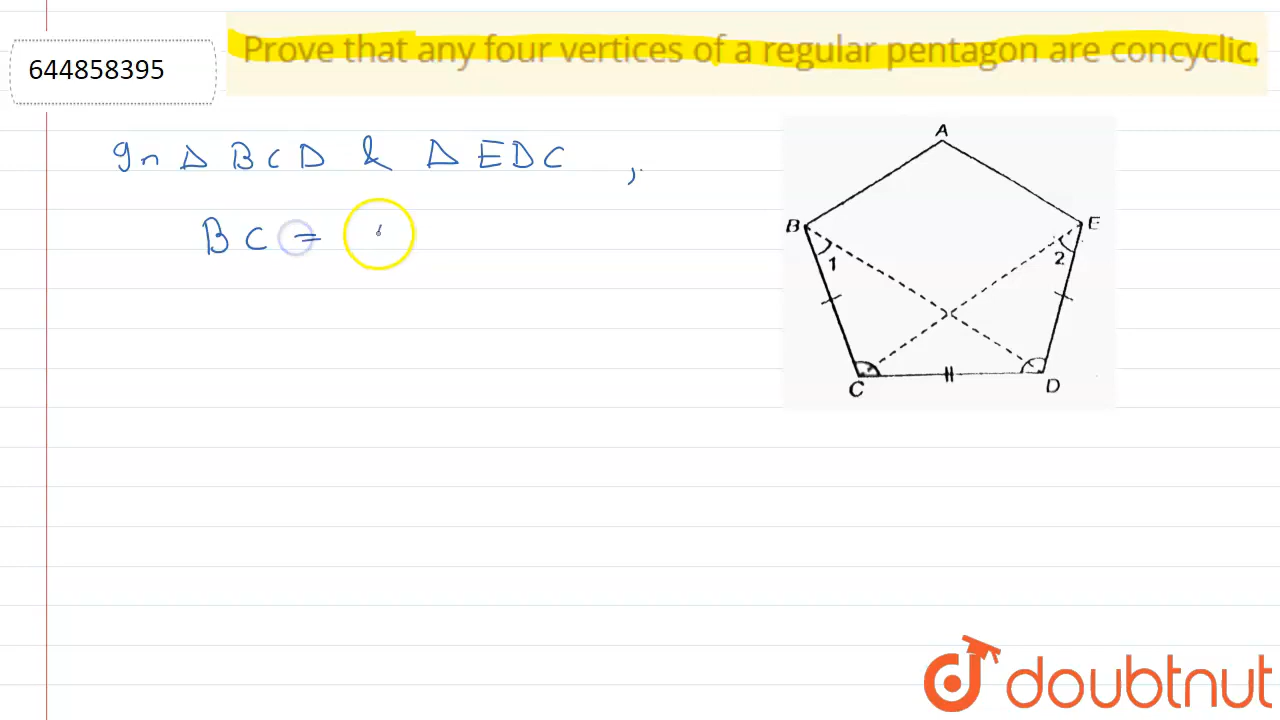 644858395
Prove that any four vertices of a regular pentagon are concyclic.
In Δ BCD & Δ EDC ,
BC =
A
B
E
1
2
C
D
doubtnut